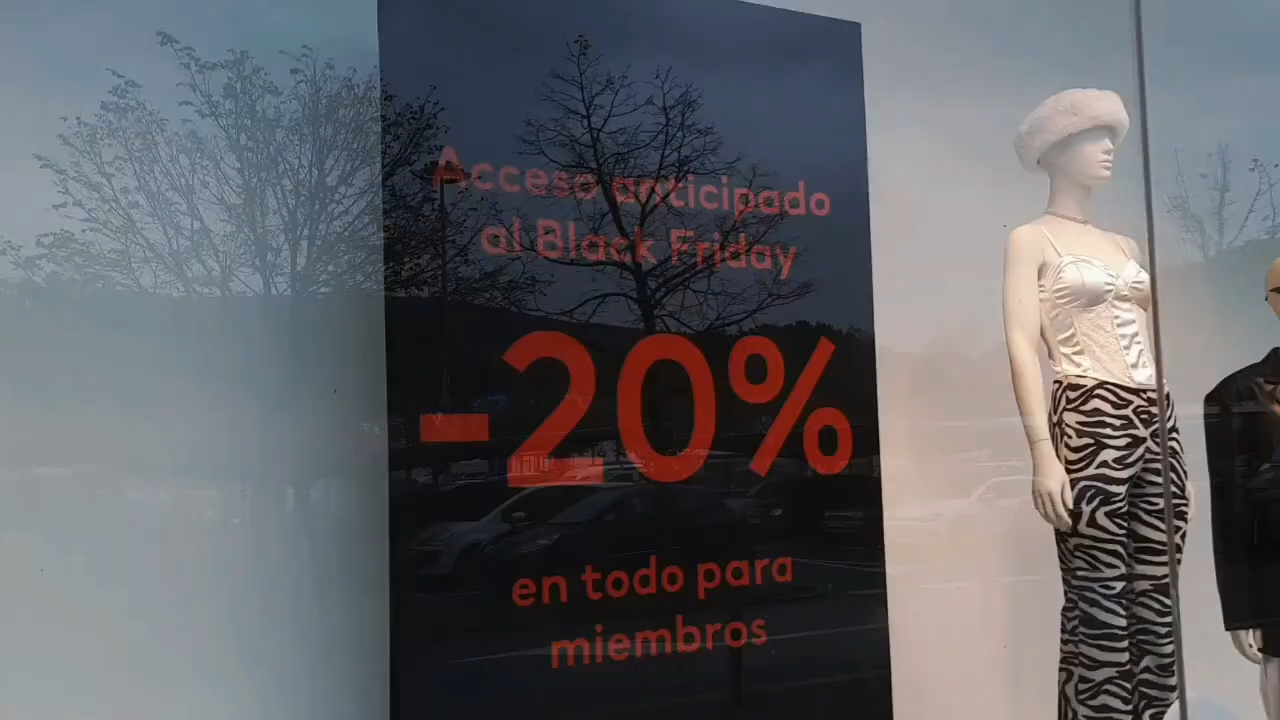 Acceso anticipado
al Black Friday
-20%
en todo para
miembros